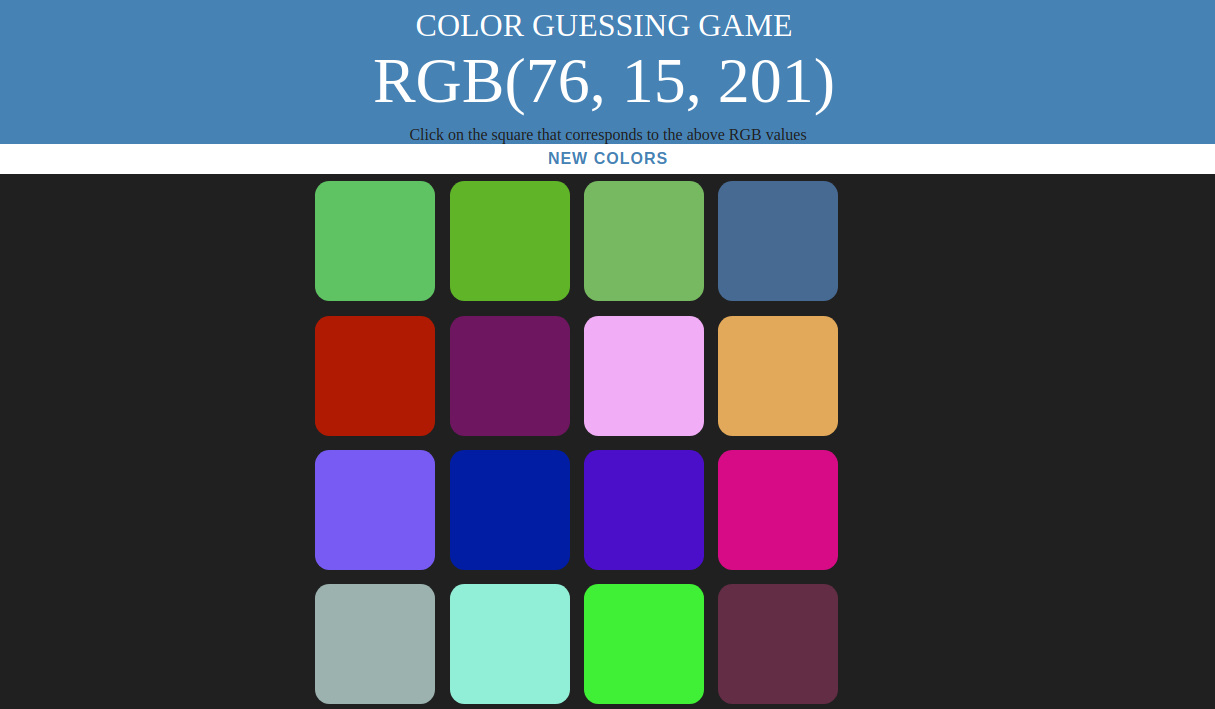 COLOR GUESSING GAME
RGB(76, 15, 201)
Click on the square that corresponds to the above RGB values
NEW COLORS